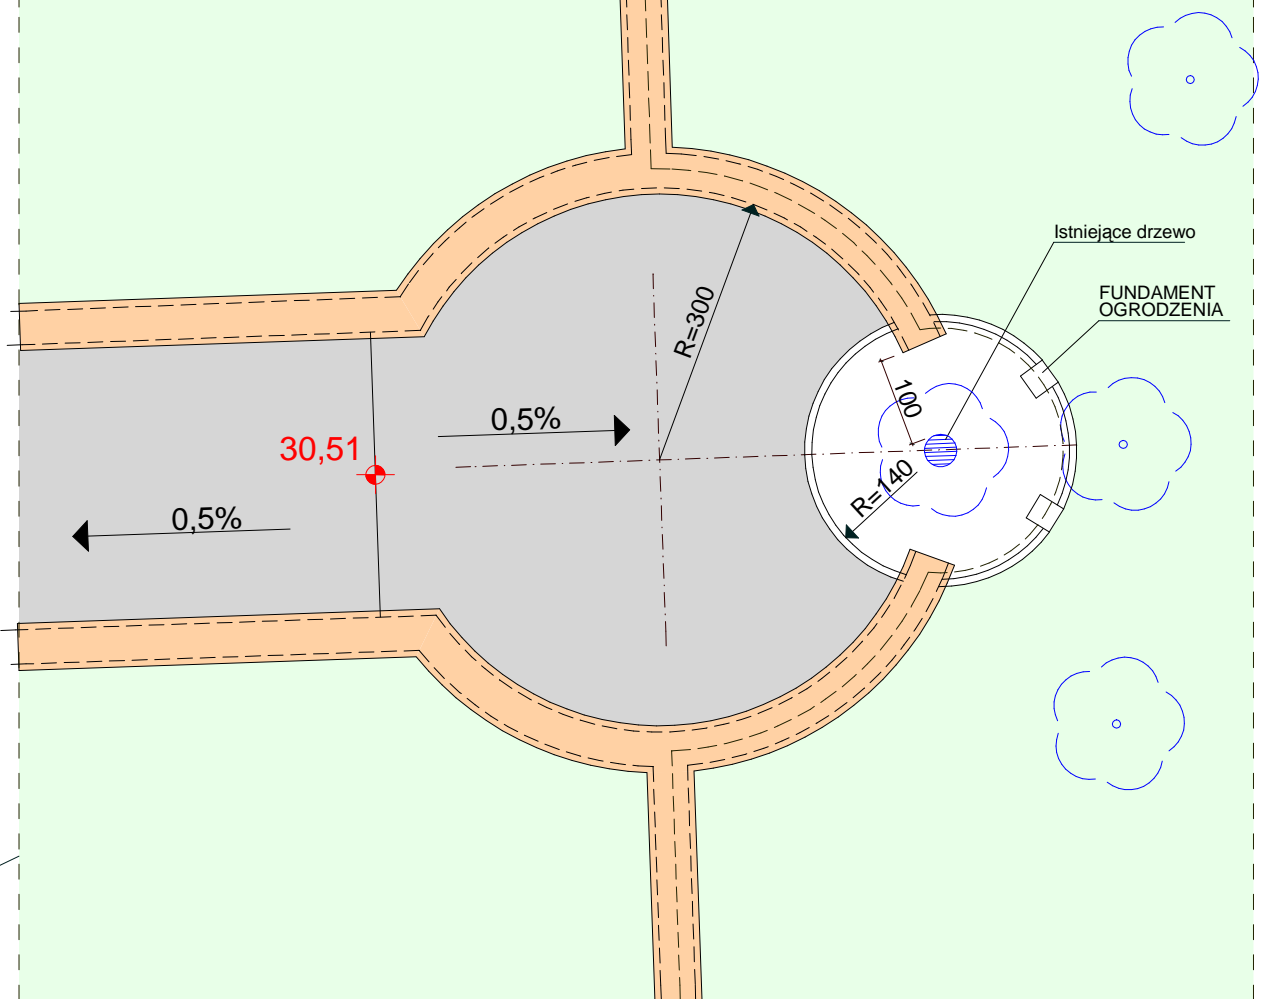 Istniejące drzewo
FUNDAMENT
OGRODZENIA
R=300
100
0,5%
30,51
R=140
0,5%